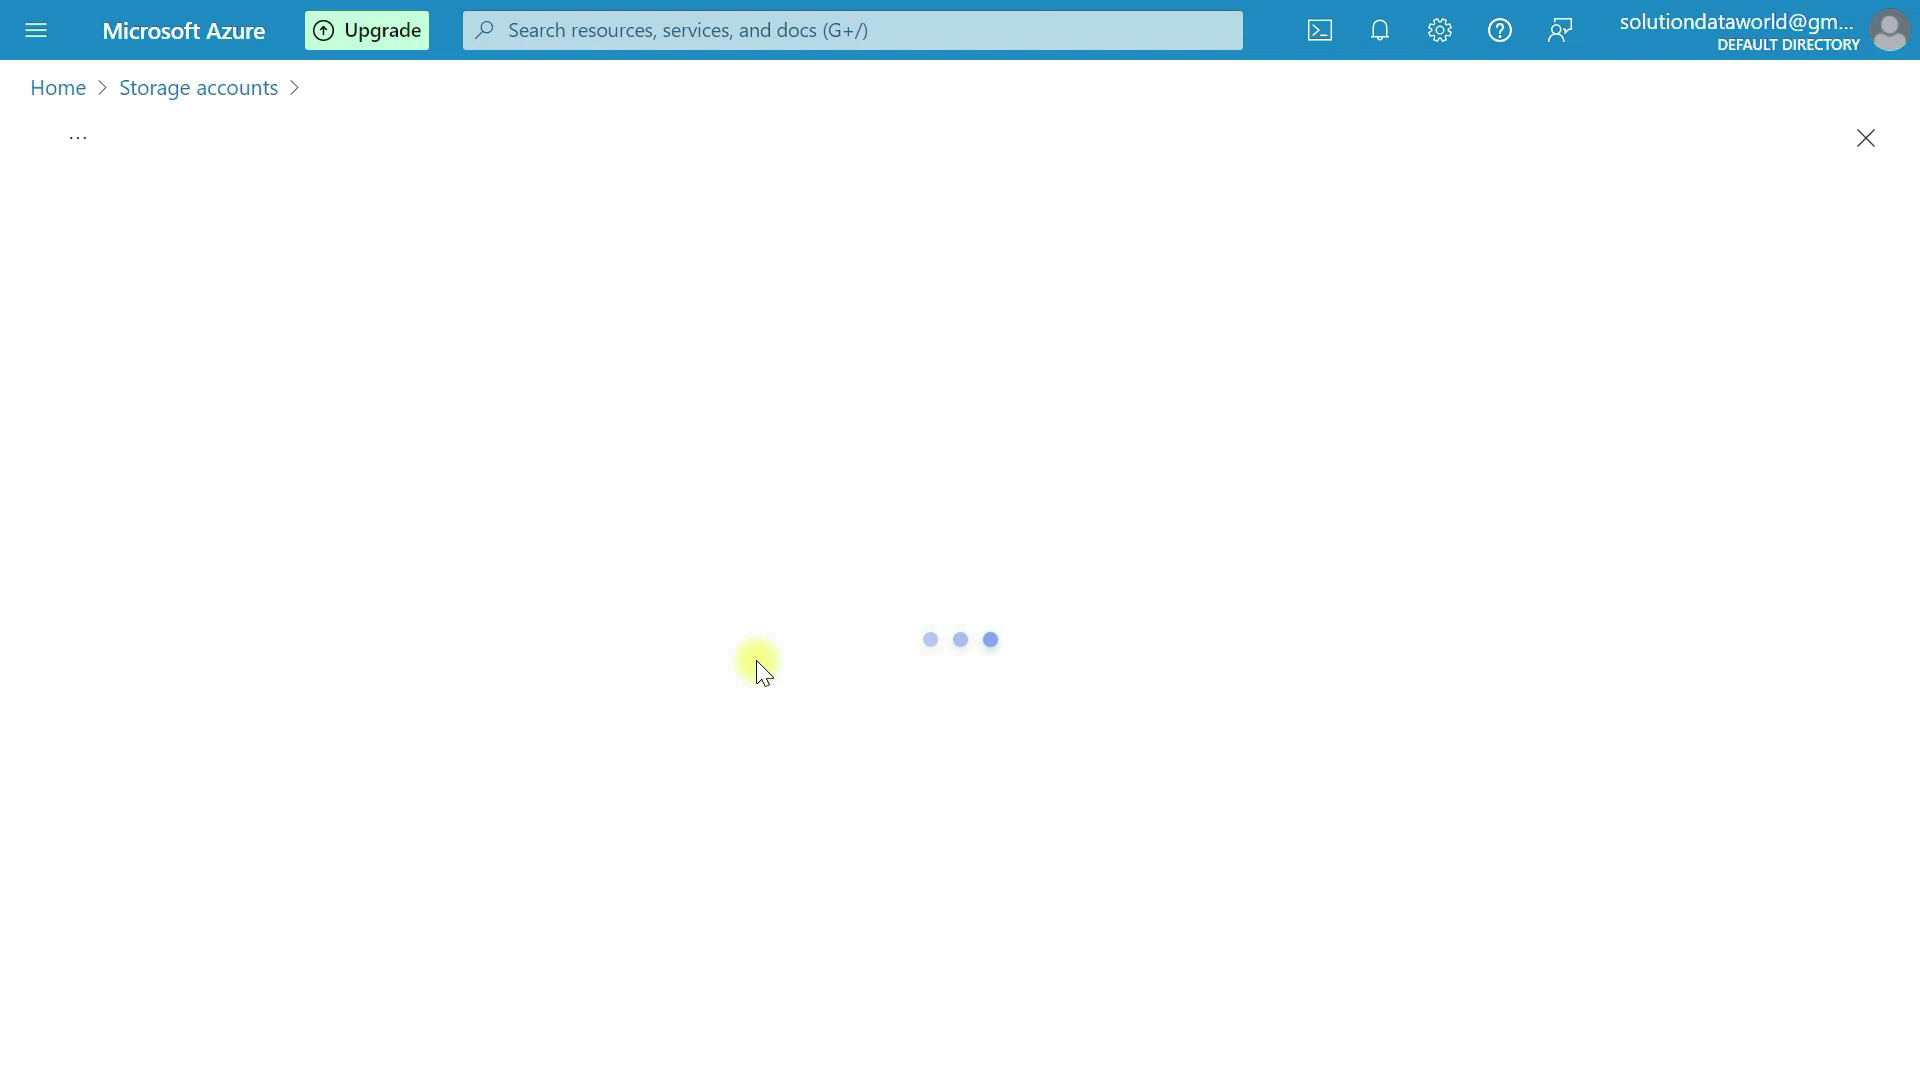 Microsoft Azure
Upgrade
Search resources, services, and docs (G+/)
solutiondataworld@gm...
DEFAULT DIRECTORY
Home > Storage accounts >
...